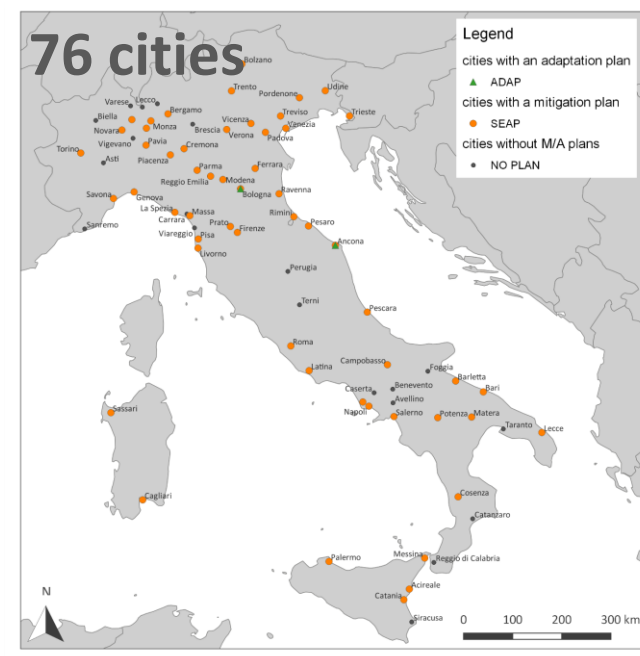 76 cities
Legend
cities with an adaptation plan
ADAP
cities with a mitigation plan
SEAP
cities without M/A plans
NO PLAN
Bolzano
Trento
Pordenone
Udine
Varese
Lecco
Bergamo
Treviso
Trieste
Biella
Vicenza
Venezia
Novara
Monza
Brescia
Verona
Padova
Vigevano
Pavia
Cremona
Torino
Asti
Piacenza
Parma
Ferrara
Reggio Emilia
Modena
Bologna
Ravenna
Savona
Genova
La Spezia
Massa
Carrara
Prato
Rimini
Pesaro
Sanremo
Viareggio
Pisa
Firenze
Ancona
Livorno
Perugia
Terni
Pescara
Roma
Latina
Campobasso
Foggia
Barletta
Caserta
Benevento
Bari
Avellino
Napoli
Salerno
Potenza
Matera
Taranto
Lecce
Sassari
Cosenza
Cagliari
Catanzaro
Palermo
Messina
Reggio di Calabria
Acireale
Catania
Siracusa
N
0 100 200 300 km